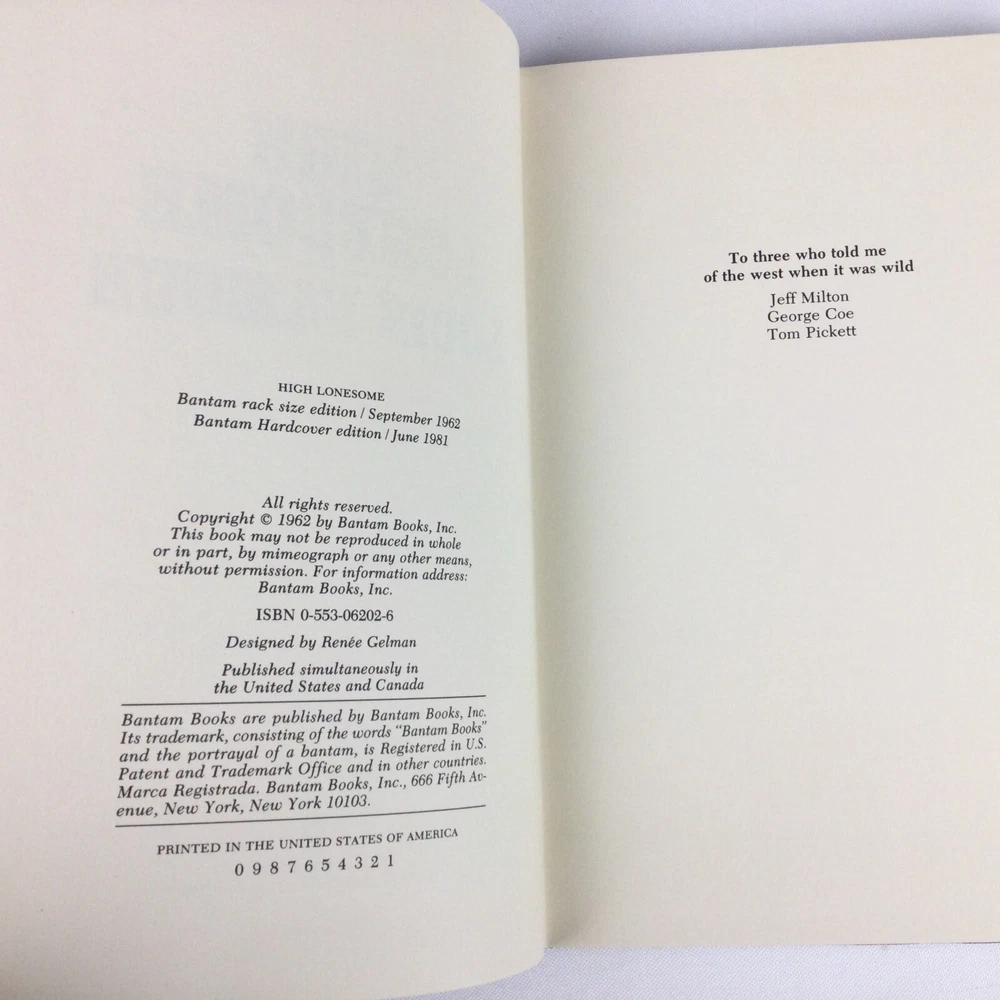 HIGH LONESOME
Bantam rack size edition / September 1962
Bantam Hardcover edition / June 1981
All rights reserved.
Copyright © 1962 by Bantam Books, Inc.
This book may not be reproduced in whole
or in part, by mimeograph or any other means,
without permission. For information address:
Bantam Books, Inc.
ISBN 0-553-06202-6
Designed by Renée Gelman
Published simultaneously in
the United States and Canada
Bantam Books are published by Bantam Books, Inc.
Its trademark, consisting of the words "Bantam Books"
and the portrayal of a bantam, is Registered in U.S.
Patent and Trademark Office and in other countries.
Marca Registrada. Bantam Books, Inc., 666 Fifth Av-
enue, New York, New York 10103.
PRINTED IN THE UNITED STATES OF AMERICA
0 9 8 7 6 5 4 3 2 1
To three who told me
of the west when it was wild
Jeff Milton
George Coe
Tom Pickett